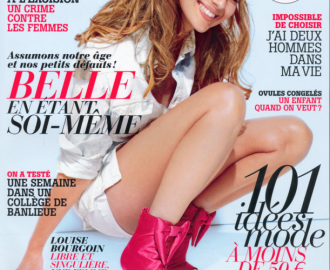 À L'EXCISION
UN CRIME
CONTRE
LES FEMMES
IMPOSSIBLE
DE CHOISIR
J'AI DEUX
HOMMES
DANS
MA VIE
Assumons notre âge
et nos petits défauts!
BELLE
EN ÉTANT
SOI-MÊME
OVULES CONGELÉS
UN ENFANT
QUAND ON VEUT?
ON A TESTÉ
UNE SEMAINE
DANS UN
COLLÈGE DE
BANLIEUE
101
idées
mode
À MOINS
DE 50 €
LOUISE
BOURGOIN
LIBRE ET
SINGULIÈRE,